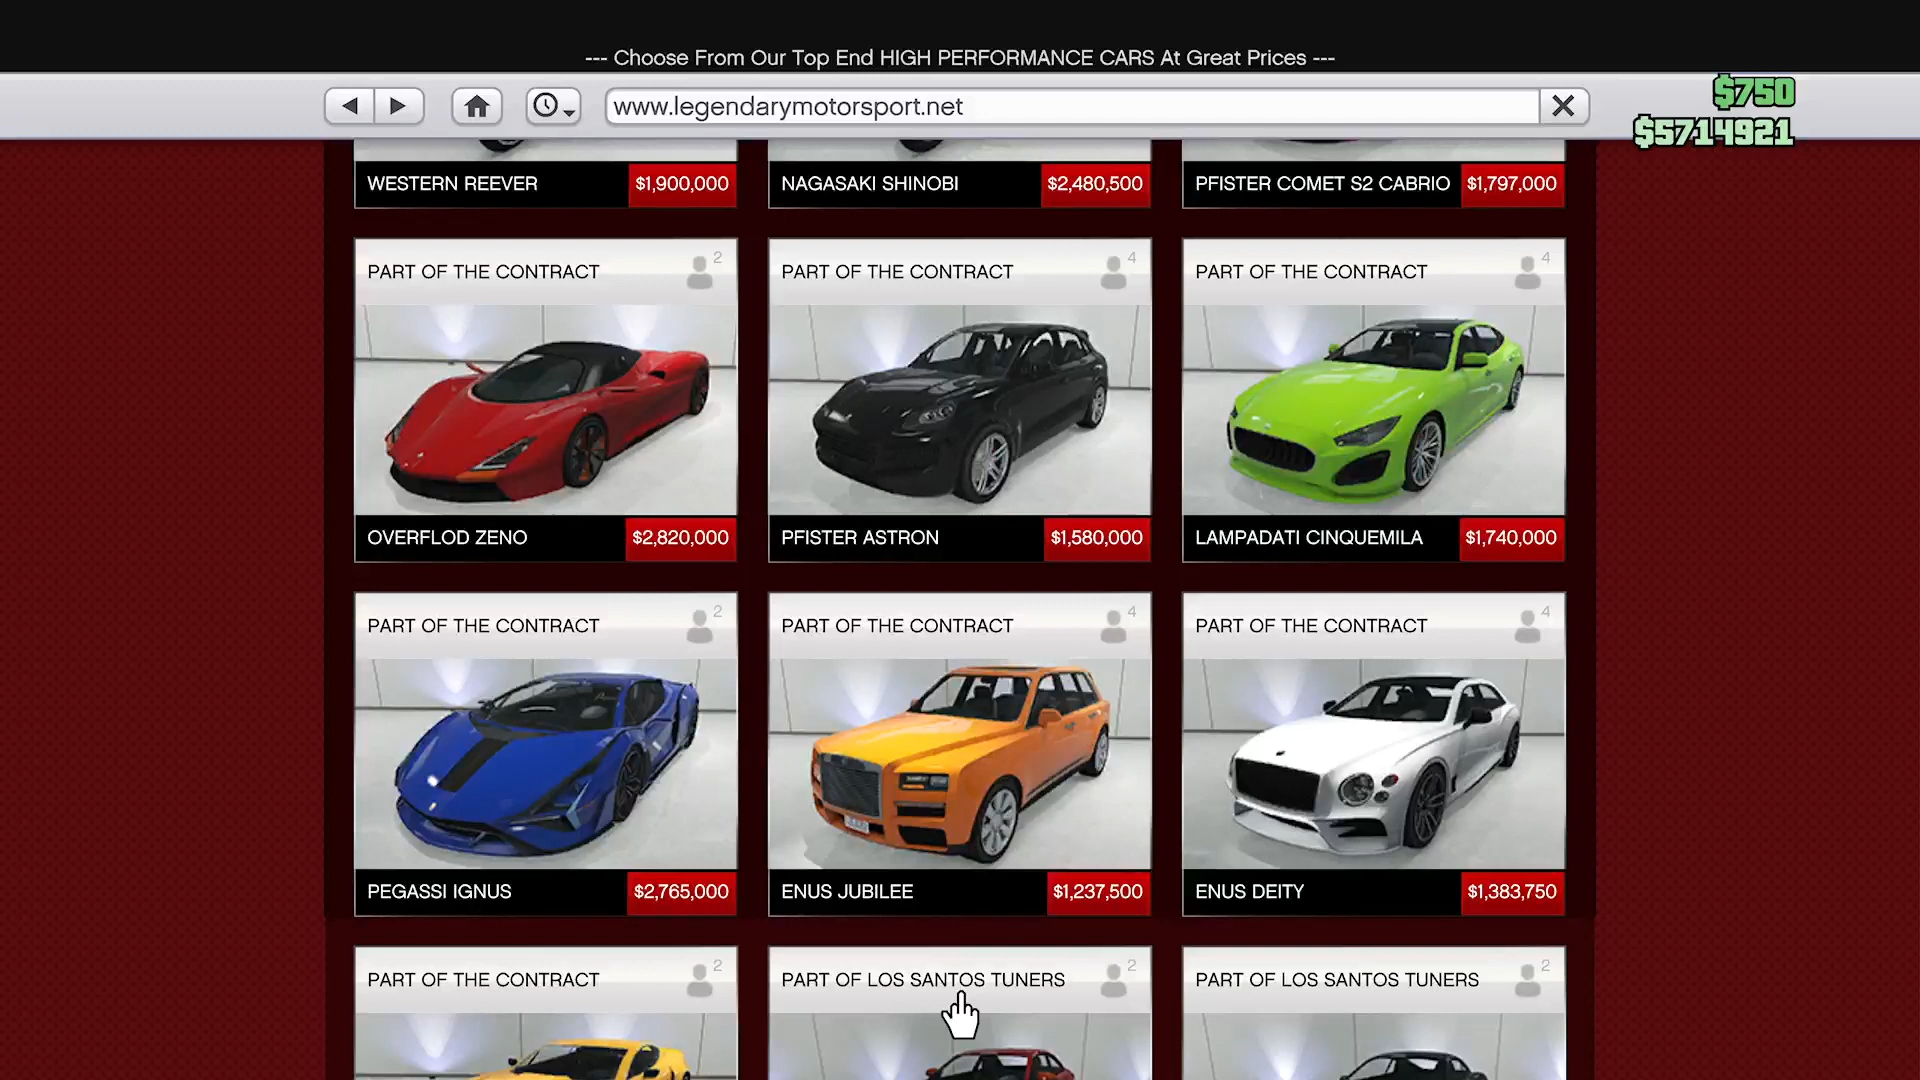 --- Choose From Our Top End HIGH PERFORMANCE CARS At Great Prices ---
www.legendarymotorsport.net
$750
$5714921
WESTERN REEVER $1,900,000
NAGASAKI SHINOBI $2,480,500
PFISTER COMET S2 CABRIO $1,797,000
PART OF THE CONTRACT 2
OVERFLOD ZENO $2,820,000
PART OF THE CONTRACT 4
PFISTER ASTRON $1,580,000
PART OF THE CONTRACT 4
LAMPADATI CINQUEMILA $1,740,000
PART OF THE CONTRACT 2
PEGASSI IGNUS $2,765,000
PART OF THE CONTRACT 4
ENUS JUBILEE $1,237,500
PART OF THE CONTRACT 4
ENUS DEITY $1,383,750
PART OF THE CONTRACT 2
PART OF LOS SANTOS TUNERS 2
PART OF LOS SANTOS TUNERS 2